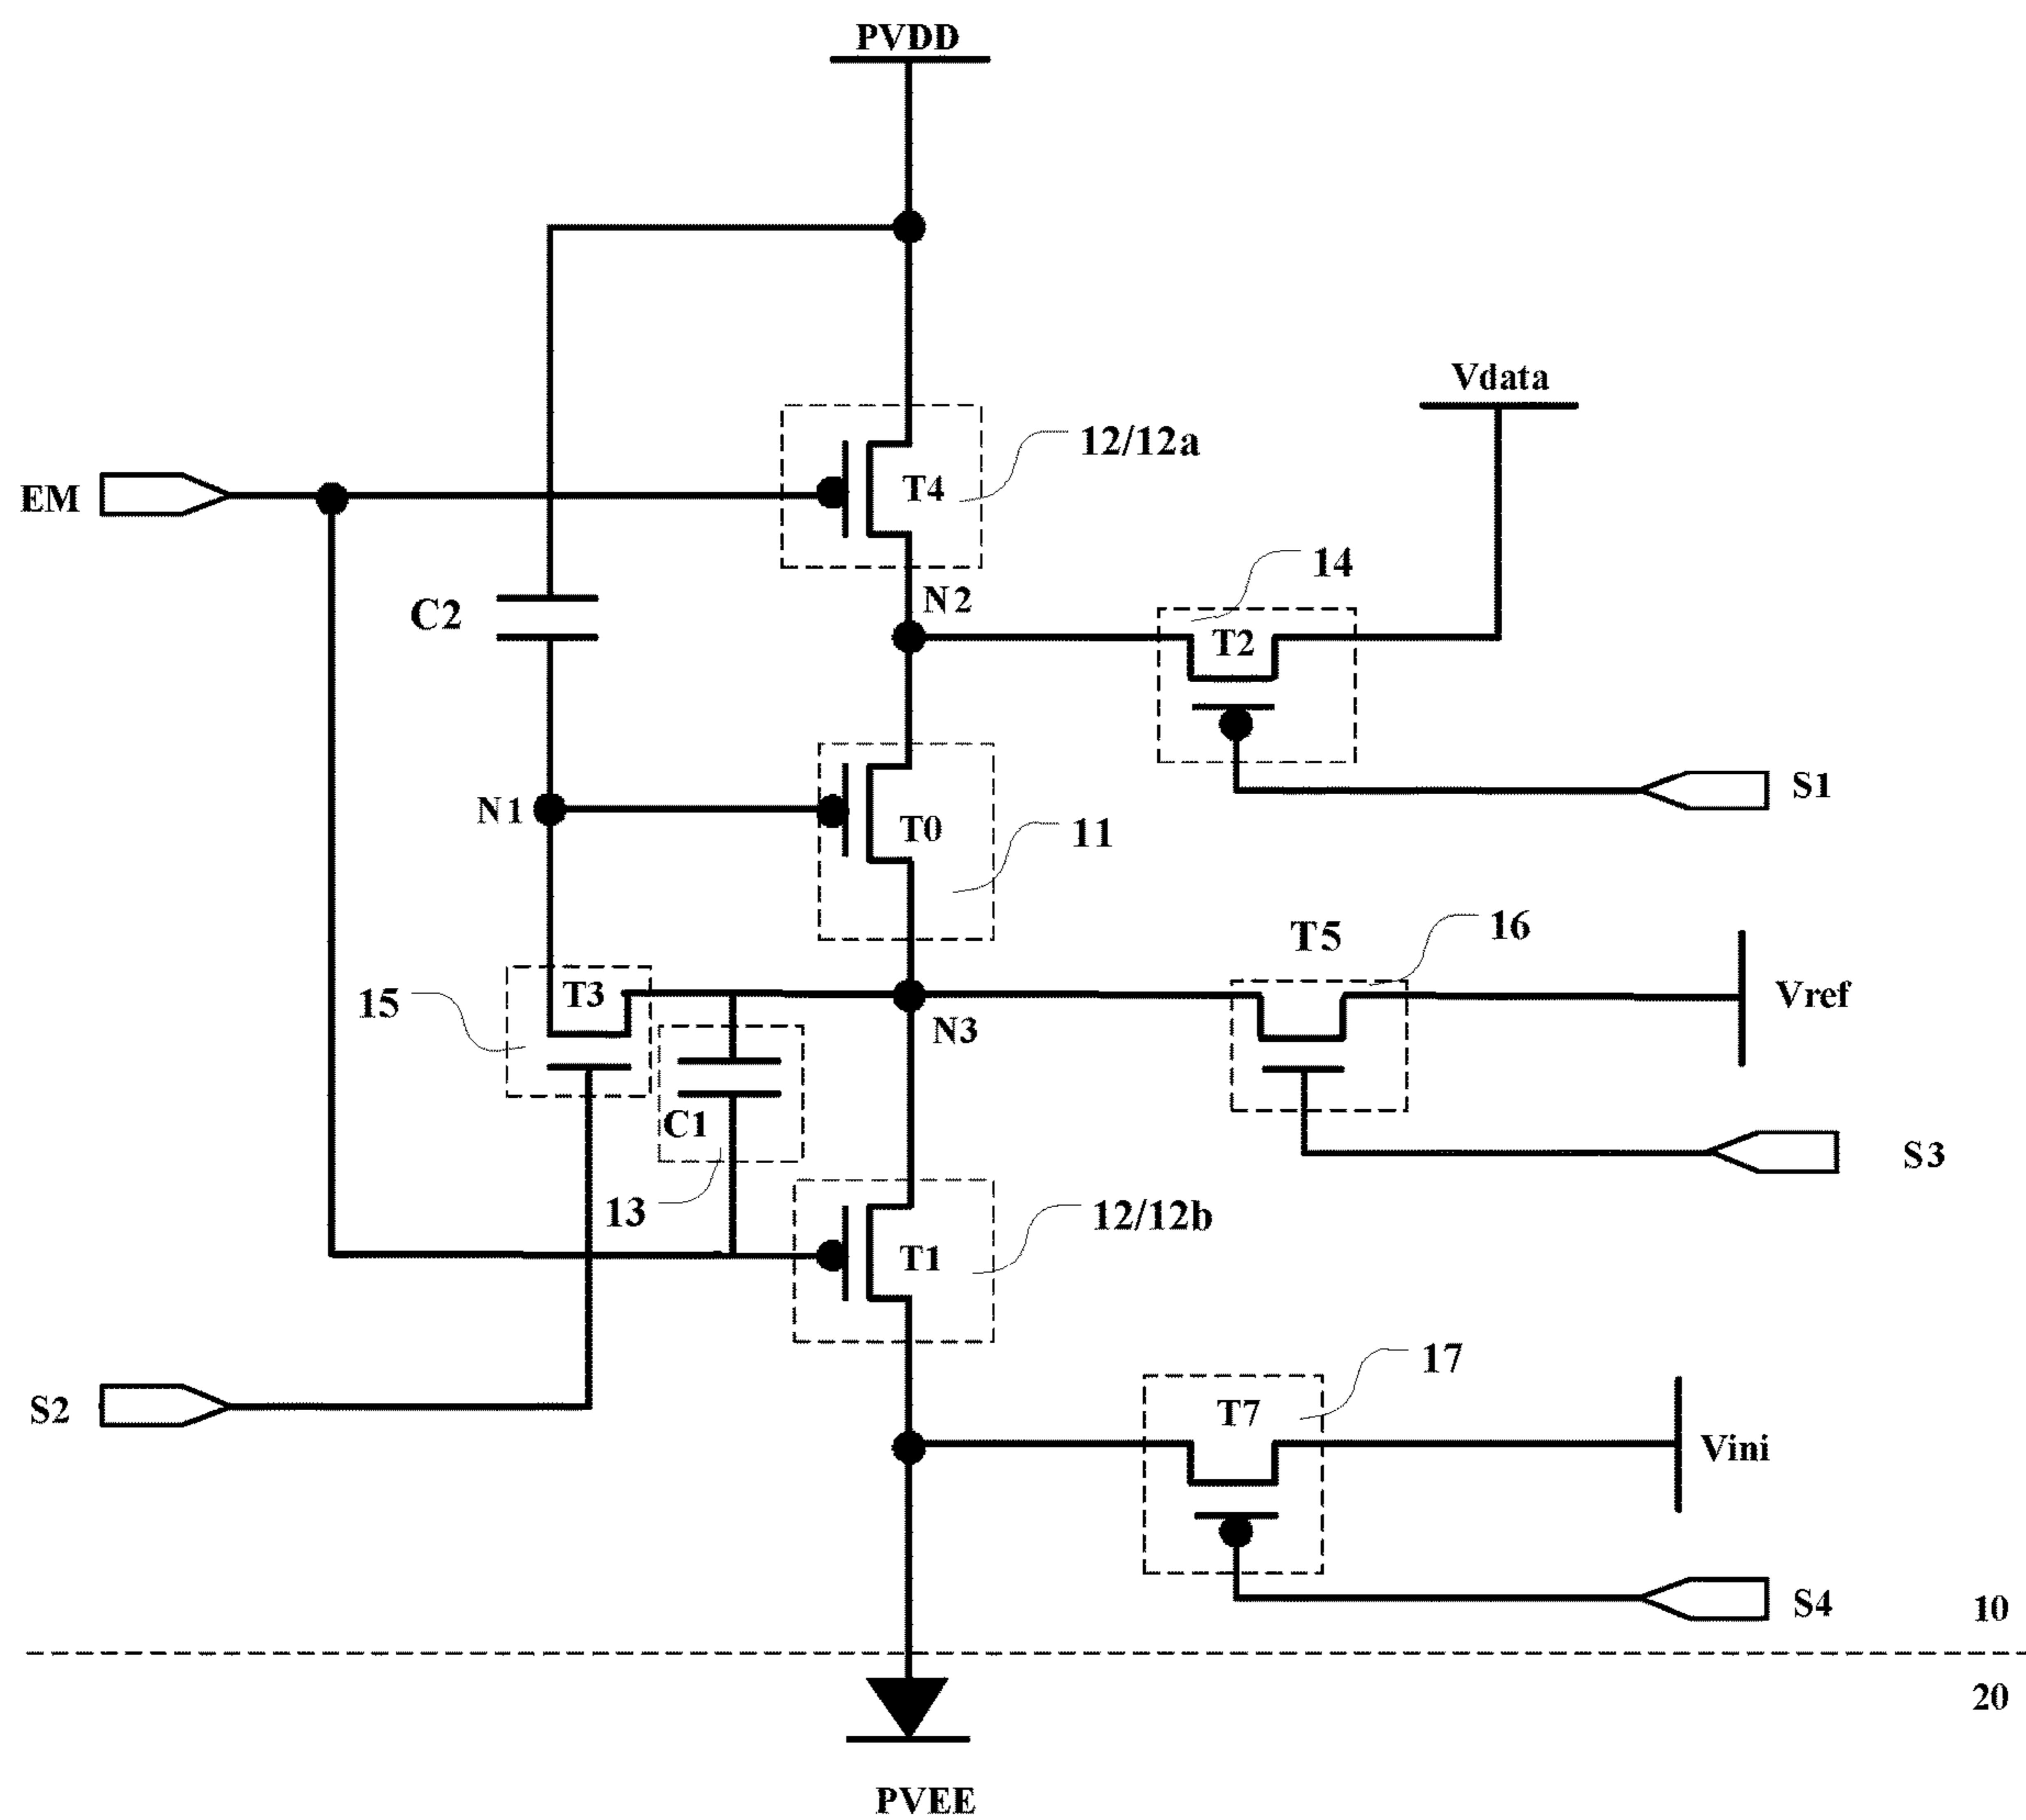 PVDD
Vdata
12/12a
EM
T4
14
N2
C2
T2
S1
N1
T0
11
T5
16
15
T3
Vref
N3
C1
S3
13
12/12b
T1
17
S2
T7
Vini
S4
10
20
PVEE